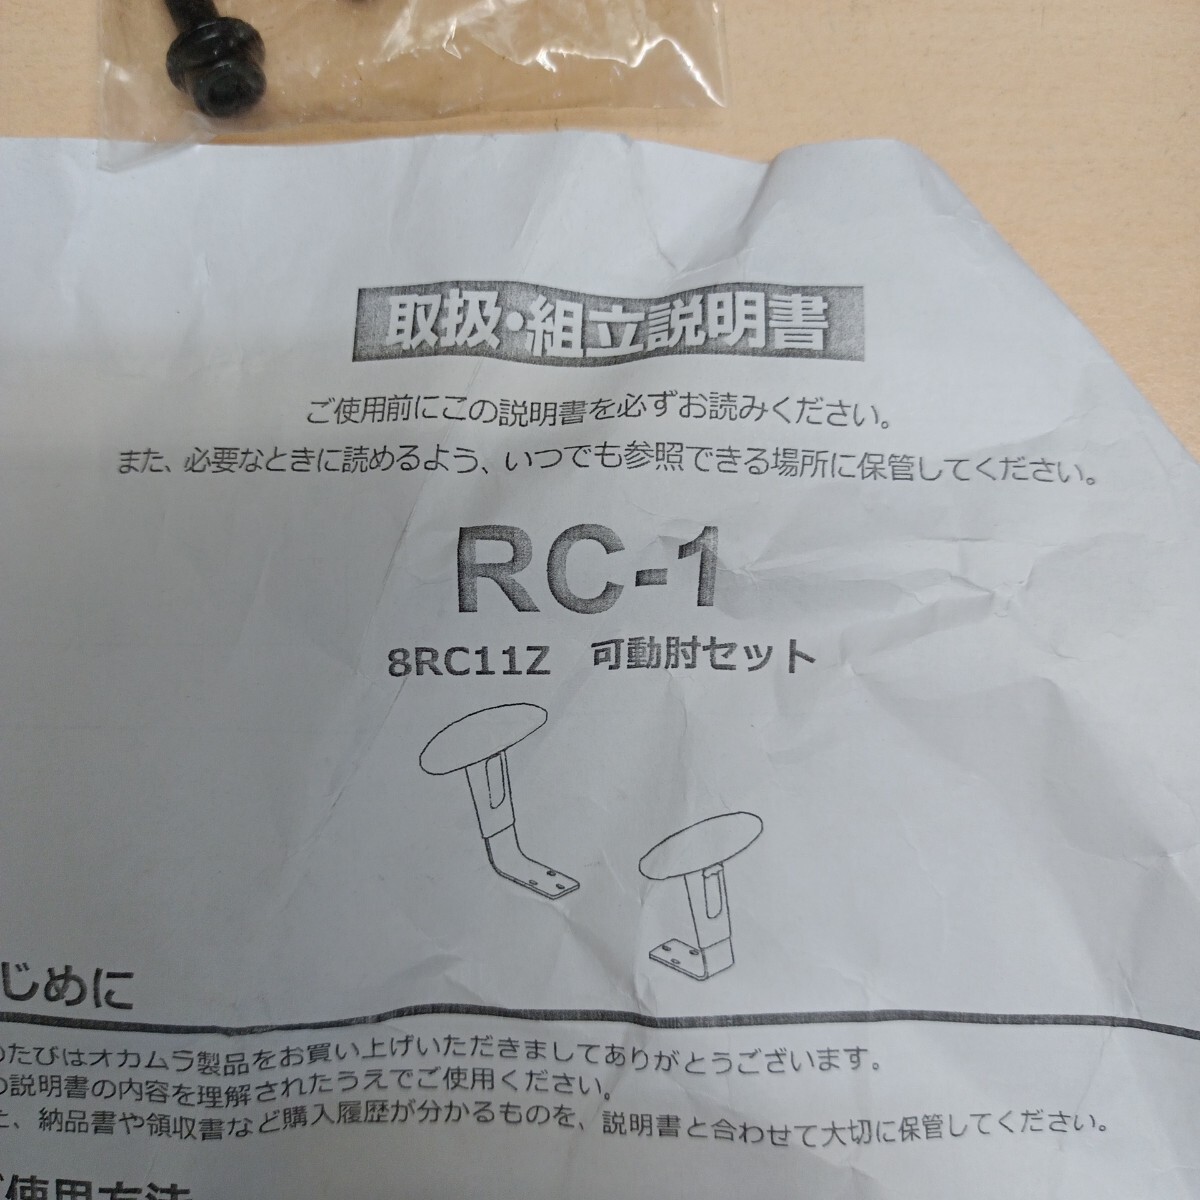 取扱・組立説明書
ご使用前にこの説明書を必ずお読みください。
また、必要なときに読めるよう、いつでも参照できる場所に保管してください。
RC-1
8RC11Z 可動肘セット
じめに
のたびはオカムラ製品をお買い上げいただきましてありがとうございます。
の説明書の内容を理解されたうえでご使用ください。
た、納品書や領収書など購入履歴が分かるものを、説明書と合わせて大切に保管してください。
ご使用方法